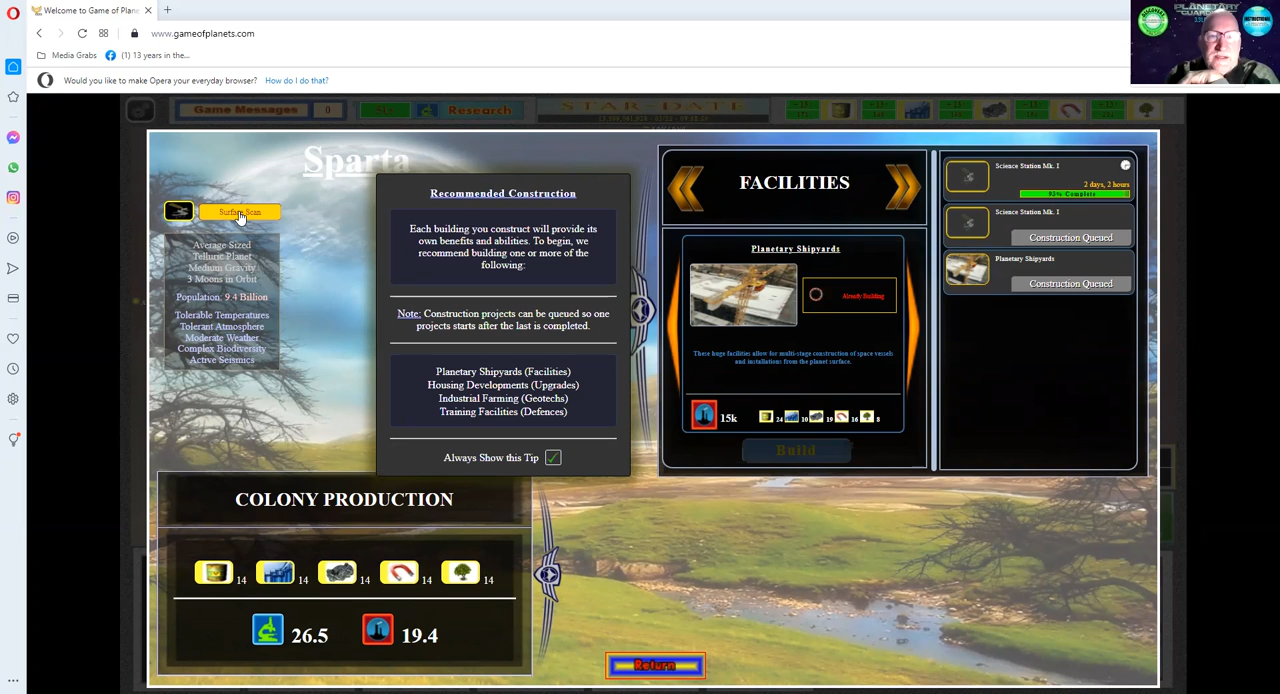 Welcome to Game of Plane
www.gameofplanets.com
Media Grabs
(1) 13 years in the...
Would you like to make Opera your everyday browser? How do I do that?
Game Messages 0
Research
STAR-DATE
Sparta
Surface Scan
Average Sized
Telluric Planet
Medium Gravity
3 Moons in Orbit
Population: 9.4 Billion
Tolerable Temperatures
Tolerant Atmosphere
Moderate Weather
Complex Biodiversity
Active Seismics
Recommended Construction
Each building you construct will provide its
own benefits and abilities. To begin, we
recommend building one or more of the
following:
Note: Construction projects can be queued so one
projects starts after the last is completed.
Planetary Shipyards (Facilities)
Housing Developments (Upgrades)
Industrial Farming (Geotechs)
Training Facilities (Defences)
Always Show this Tip
FACILITIES
Planetary Shipyards
Already Building
These huge facilities allow for multi-stage construction of space vessels
and installations from the planet surface.
15k 24 10 19 16 8
Build
Science Station Mk. I
2 days, 2 hours
93% Complete
Science Station Mk. I
Construction Queued
Planetary Shipyards
Construction Queued
COLONY PRODUCTION
14 14 14 14 14
26.5 19.4
Return